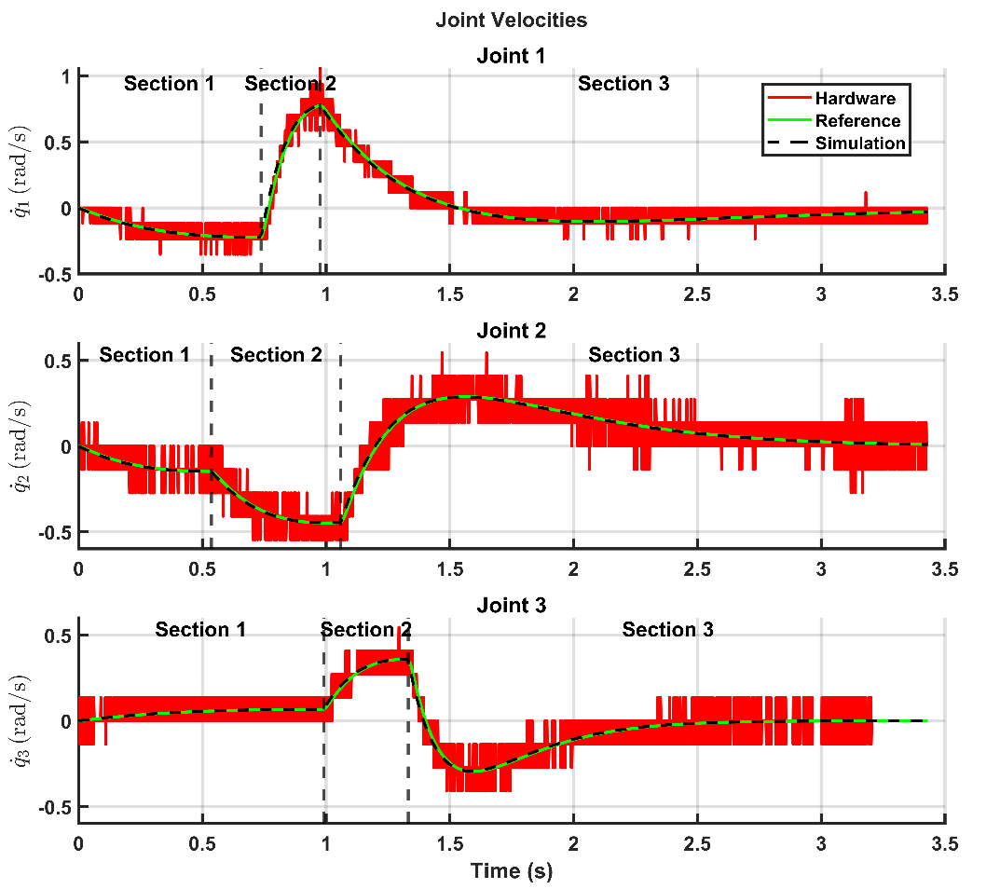 Joint Velocities
Joint 1
Section 1 Section 2 Section 3
Hardware
Reference
Simulation
1
0.5
0
-0.5
q̇1 (rad/s)
0 0.5 1 1.5 2 2.5 3 3.5
Joint 2
Section 1 Section 2 Section 3
0.5
0
-0.5
q̇2 (rad/s)
0 0.5 1 1.5 2 2.5 3 3.5
Joint 3
Section 1 Section 2 Section 3
0.5
0
-0.5
q̇3 (rad/s)
0 0.5 1 1.5 2 2.5 3 3.5
Time (s)